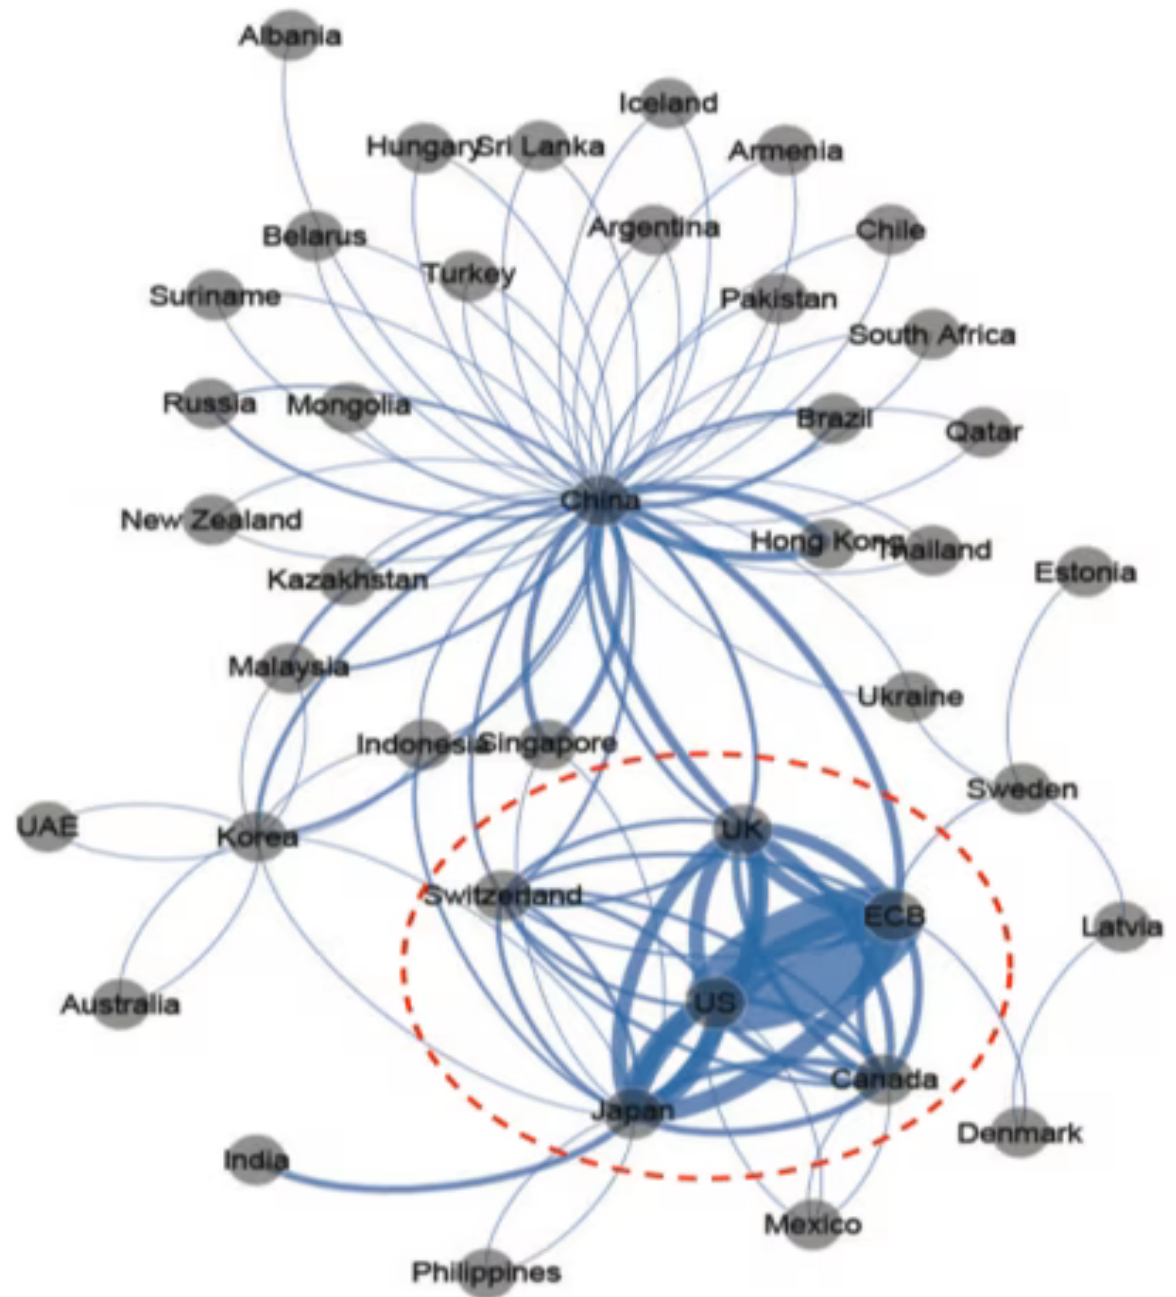 Albania
Iceland
Hungary
Sri Lanka
Armenia
Argentina
Chile
Belarus
Turkey
Suriname
Pakistan
South Africa
Russia
Mongolia
Brazil
Qatar
China
New Zealand
Hong Kong
Thailand
Kazakhstan
Estonia
Malaysia
Ukraine
Indonesia
Singapore
Sweden
UAE
Korea
UK
Switzerland
ECB
Latvia
Australia
US
Canada
Japan
Denmark
India
Mexico
Philippines